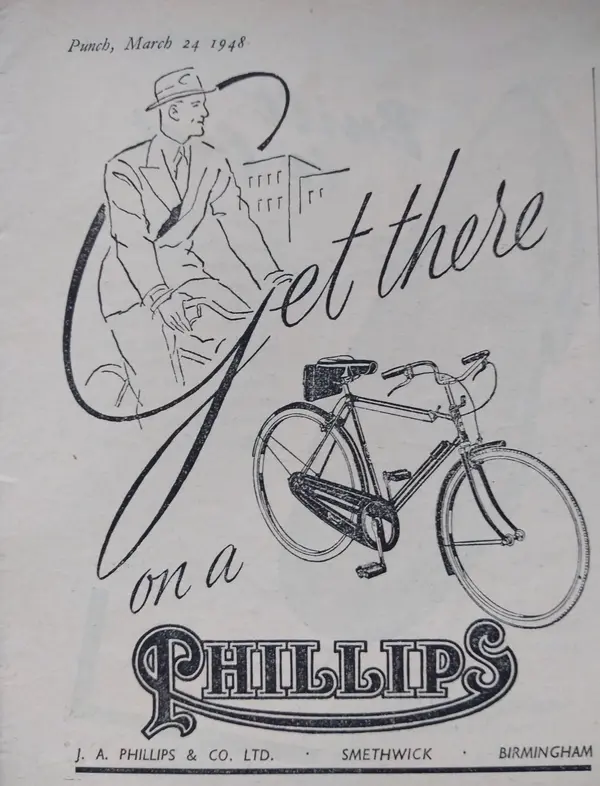 Punch, March 24 1948
Get there
on a
PHILLIPS
J. A. PHILLIPS & CO. LTD. · SMETHWICK · BIRMINGHAM